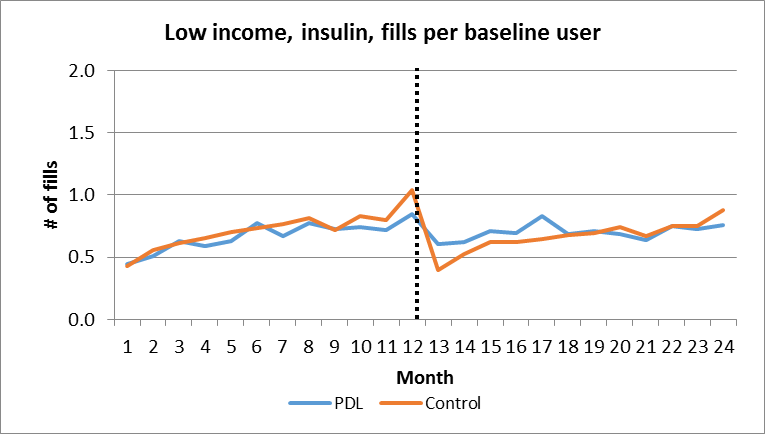 Low income, insulin, fills per baseline user
2.0
1.5
1.0
0.5
0.0
# of fills
1 2 3 4 5 6 7 8 9 10 11 12 13 14 15 16 17 18 19 20 21 22 23 24
Month
PDL Control